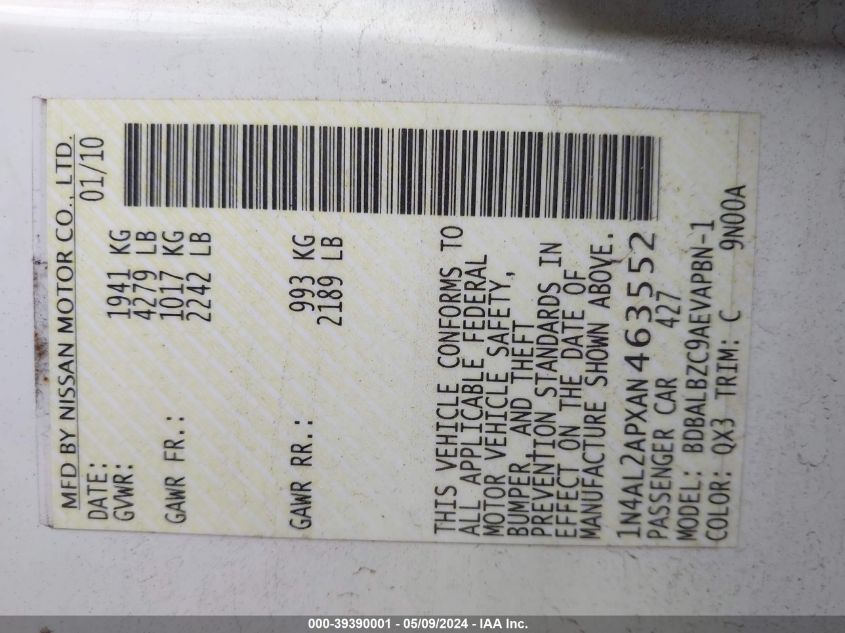 MFD BY NISSAN MOTOR CO., LTD.
DATE: 01/10
GVWR: 1941 KG
4279 LB
GAWR FR.: 1017 KG
2242 LB
GAWR RR.: 993 KG
2189 LB
THIS VEHICLE CONFORMS TO
ALL APPLICABLE FEDERAL
MOTOR VEHICLE SAFETY,
BUMPER, AND THEFT
PREVENTION STANDARDS IN
EFFECT ON THE DATE OF
MANUFACTURE SHOWN ABOVE.
1N4AL2APXAN463552
PASSENGER CAR 427
MODEL: BDBALBZC9AEVAPBN-1
COLOR: QX3 TRIM: C 9N00A
000-39390001 - 05/09/2024 - IAA Inc.